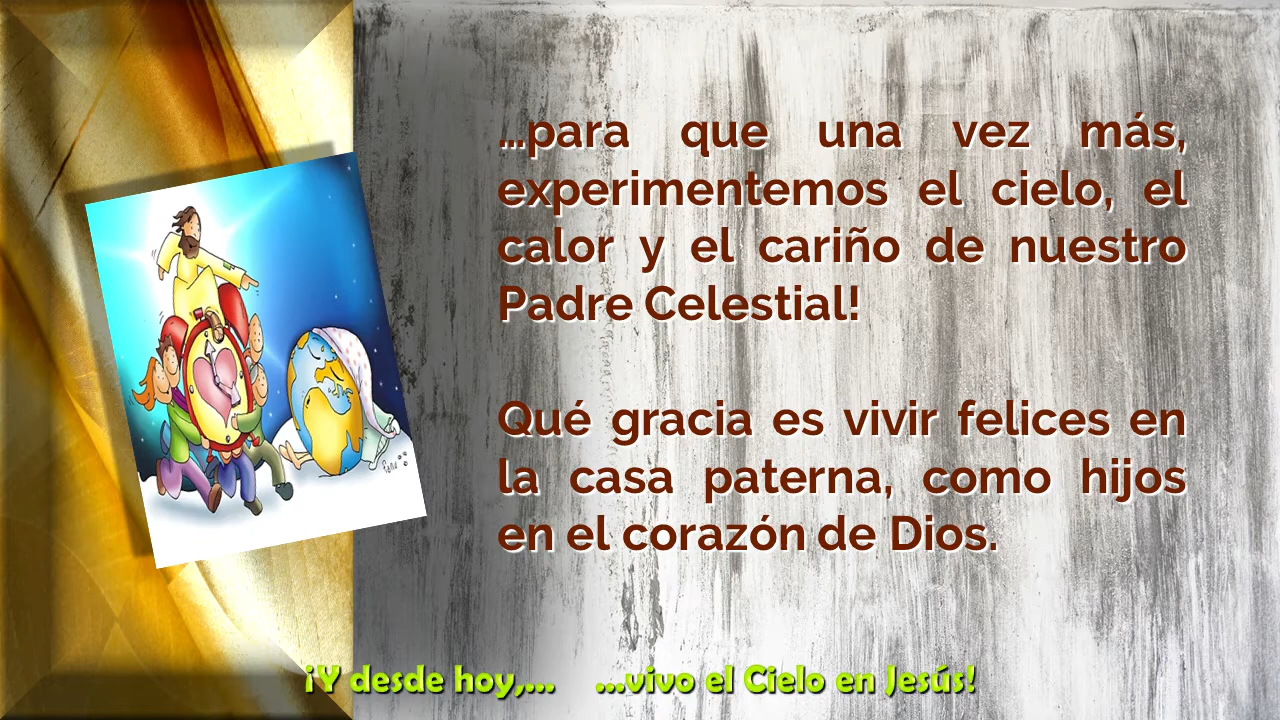 ...para que una vez más,
experimentemos el cielo, el
calor y el cariño de nuestro
Padre Celestial!
Qué gracia es vivir felices en
la casa paterna, como hijos
en el corazón de Dios.
¡Y desde hoy,... ...vivo el Cielo en Jesús!